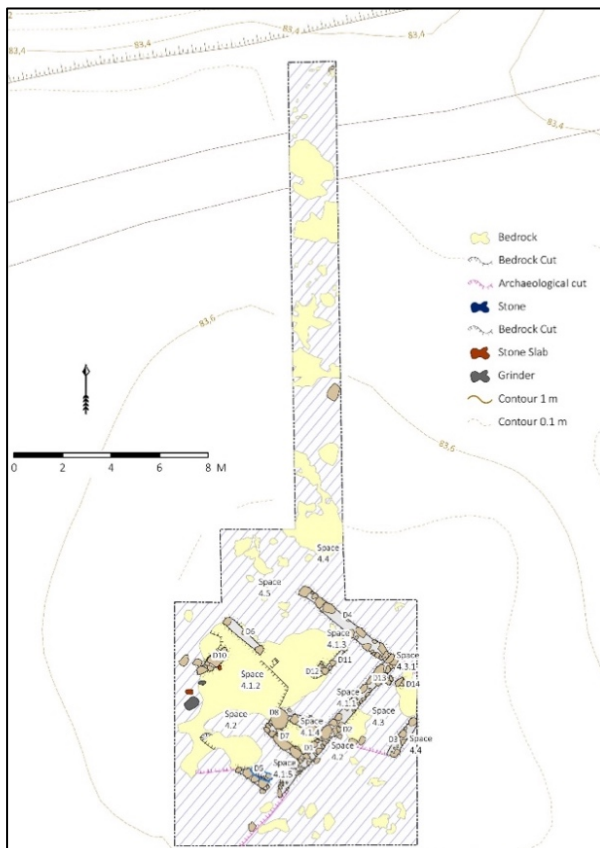 83,4
83,4
83,4
83,4
83,6
83,6
Bedrock
Bedrock Cut
Archaeological cut
Stone
Bedrock Cut
Stone Slab
Grinder
Contour 1 m
Contour 0.1 m
0 2 4 6 8 M
Space
4.4
Space
4.5
D4
D6
Space
4.1.3
D10
D11
D12
Space
4.3.1
D13
D14
Space
4.1.2
Space
4.1.1
D8
Space
4.2
Space
4.1.4
Space
4.3
D7
D2
D1
Space
4.2
D3
Space
4.4
D5
Space
4.1.5